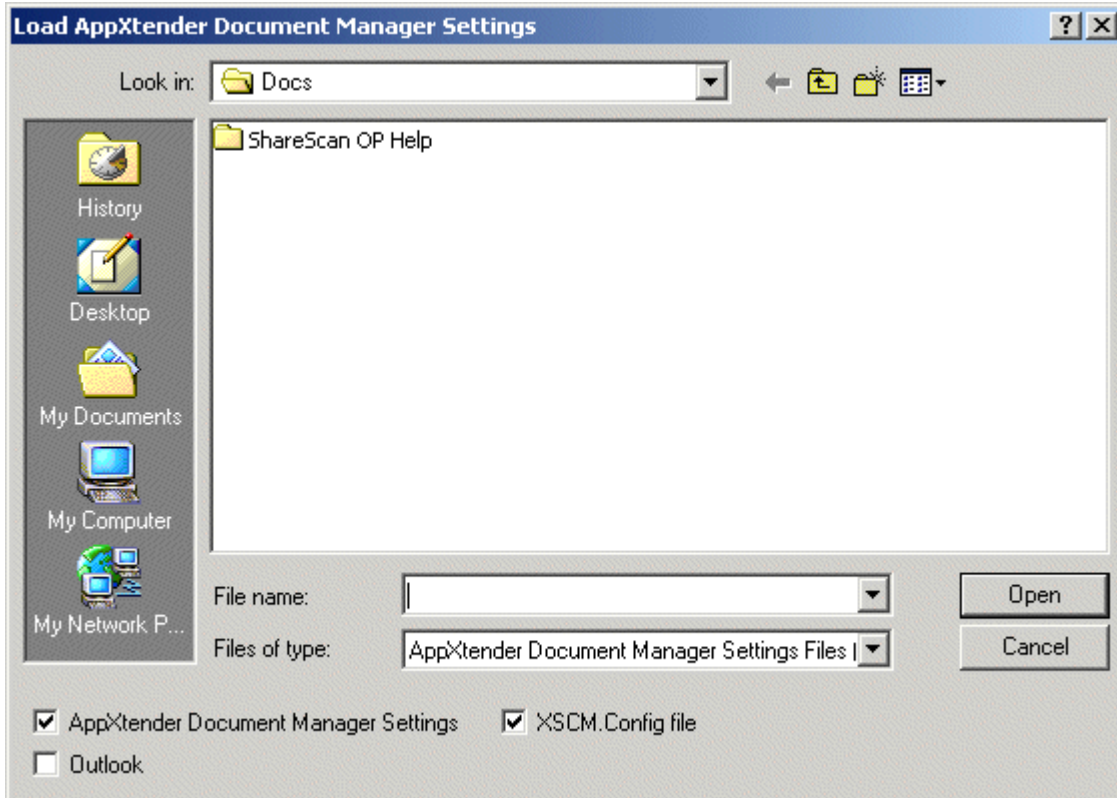 Load AppXtender Document Manager Settings
Look in: Docs
ShareScan OP Help
History
Desktop
My Documents
My Computer
My Network P...
File name:
Open
Files of type: AppXtender Document Manager Settings Files (
Cancel
AppXtender Document Manager Settings XSCM.Config file
Outlook